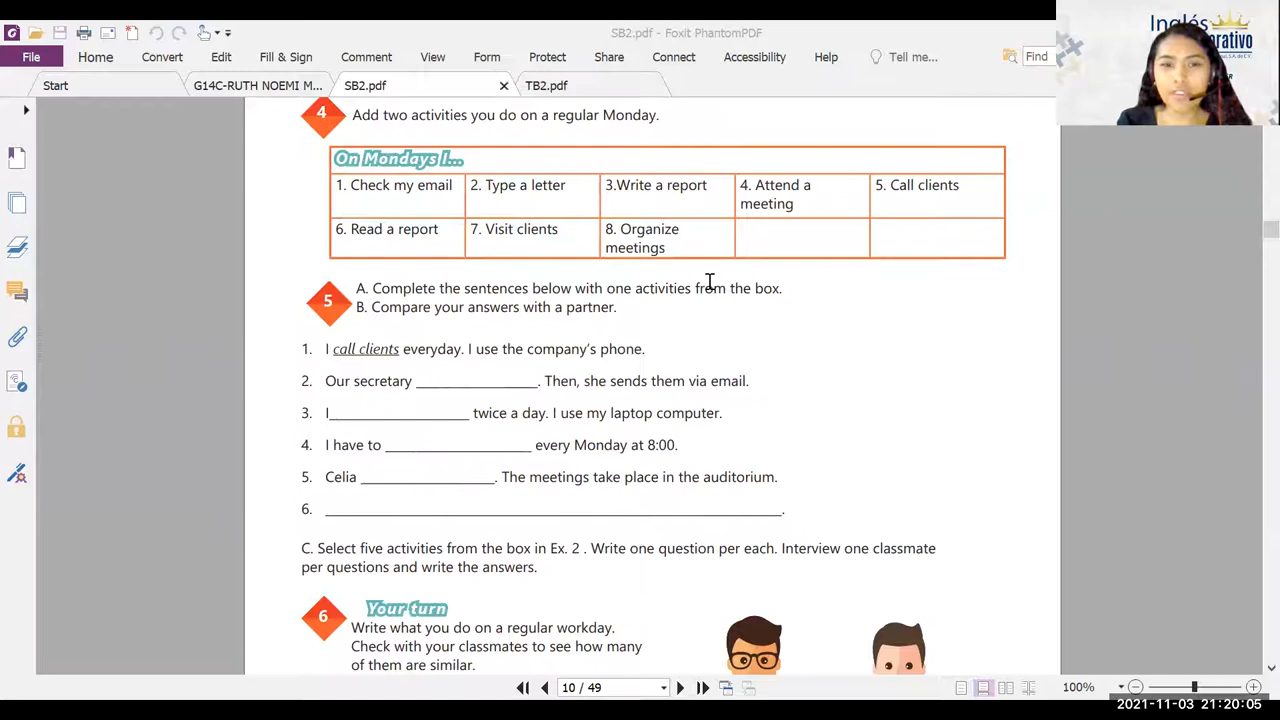 SB2.pdf - Foxit PhantomPDF
Inglés
orativo
File Home Convert Edit Fill & Sign Comment View Form Protect Share Connect Accessibility Help Tell me... Find
Start G14C-RUTH NOEMI M... SB2.pdf TB2.pdf
4 Add two activities you do on a regular Monday.
On Mondays I...
1. Check my email 2. Type a letter 3.Write a report 4. Attend a meeting 5. Call clients
6. Read a report 7. Visit clients 8. Organize meetings
5 A. Complete the sentences below with one activities from the box.
B. Compare your answers with a partner.
1. I call clients everyday. I use the company's phone.
2. Our secretary _________________. Then, she sends them via email.
3. I____________________ twice a day. I use my laptop computer.
4. I have to _____________________ every Monday at 8:00.
5. Celia ___________________. The meetings take place in the auditorium.
6. _________________________________________________________________.
C. Select five activities from the box in Ex. 2 . Write one question per each. Interview one classmate
per questions and write the answers.
6 Your turn
Write what you do on a regular workday.
Check with your classmates to see how many
of them are similar.
10 / 49 100%
2021-11-03 21:20:05